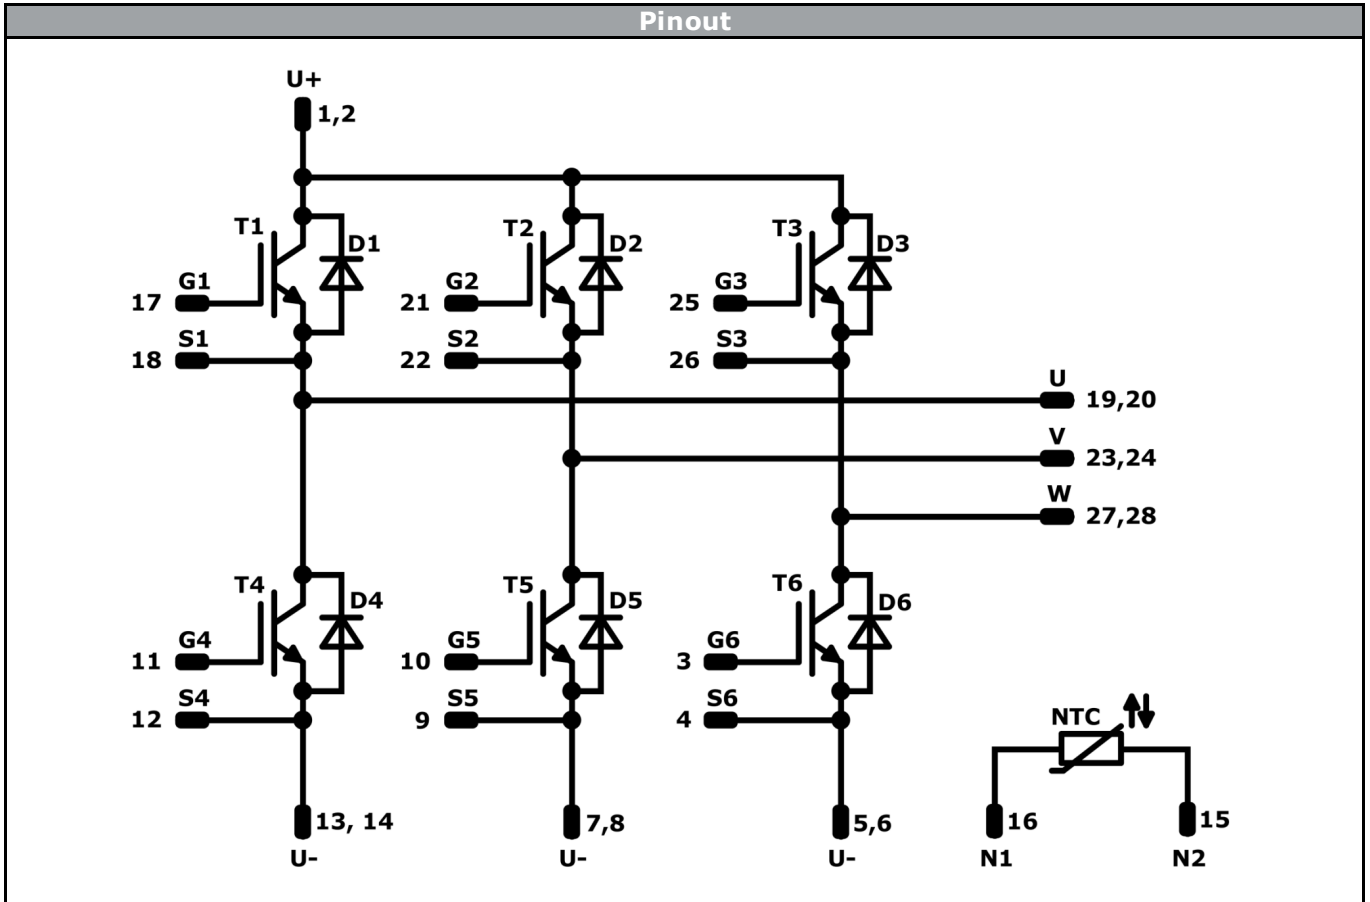 Pinout
U+
1,2
T1 D1 T2 D2 T3 D3
G1 G2 G3
17 21 25
S1 S2 S3
18 22 26
U
19,20
V
23,24
W
27,28
T4 D4 T5 D5 T6 D6
G4 G5 G6
11 10 3
S4 S5 S6
12 9 4
NTC
13, 14 7,8 5,6 16 15
U- U- U- N1 N2